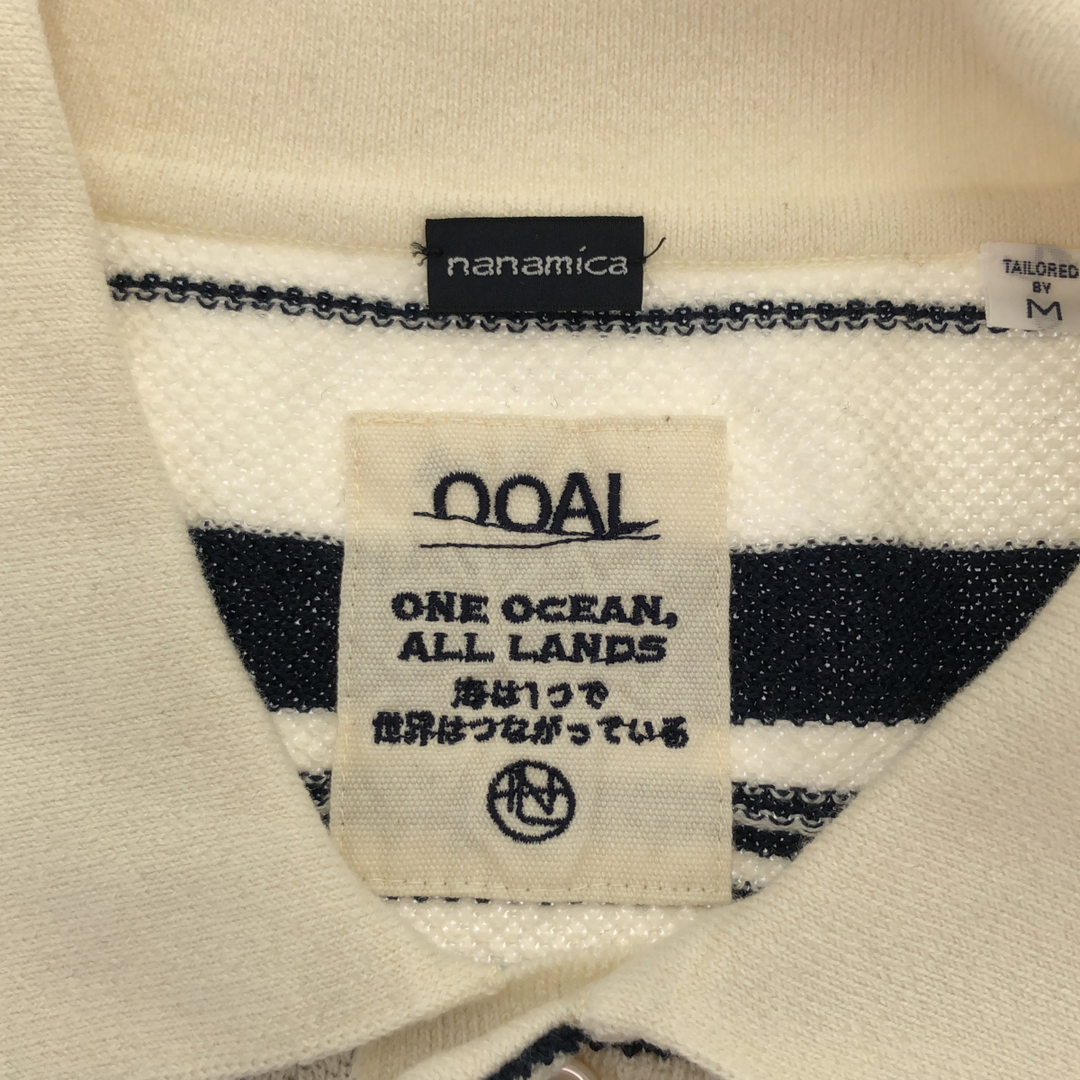 nanamica
TAILORED
BY
M
OOAL
ONE OCEAN,
ALL LANDS
海は1つで
世界はつながっている